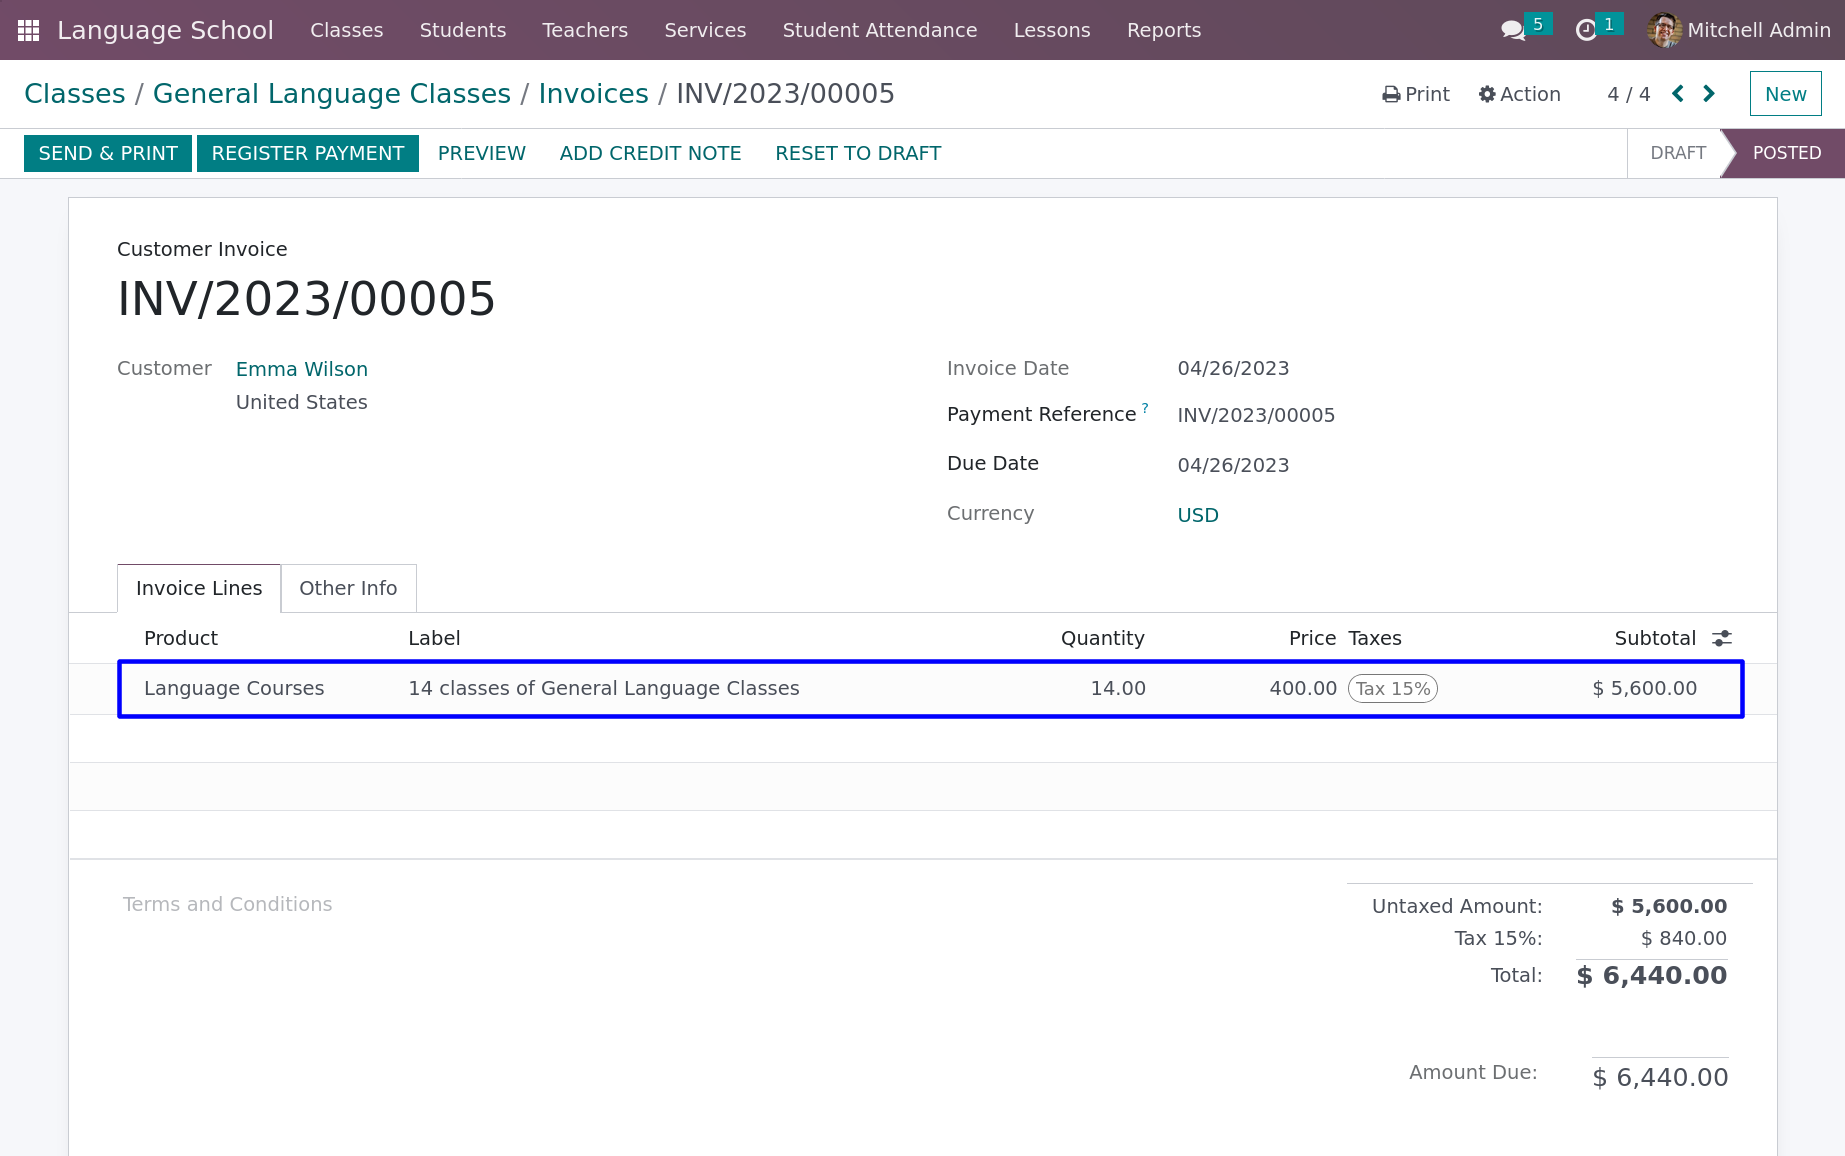 Language School Classes Students Teachers Services Student Attendance Lessons Reports 5 1 Mitchell Admin
Classes / General Language Classes / Invoices / INV/2023/00005 Print Action 4 / 4 New
SEND & PRINT REGISTER PAYMENT PREVIEW ADD CREDIT NOTE RESET TO DRAFT DRAFT POSTED
Customer Invoice
INV/2023/00005
Customer Emma Wilson Invoice Date 04/26/2023
United States
Payment Reference ? INV/2023/00005
Due Date 04/26/2023
Currency USD
Invoice Lines Other Info
Product Label Quantity Price Taxes Subtotal
Language Courses 14 classes of General Language Classes 14.00 400.00 Tax 15% $ 5,600.00
Terms and Conditions Untaxed Amount: $ 5,600.00
Tax 15%: $ 840.00
Total: $ 6,440.00
Amount Due: $ 6,440.00